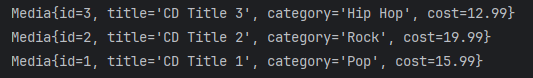 Media{id=3, title='CD Title 3', category='Hip Hop', cost=12.99}
Media{id=2, title='CD Title 2', category='Rock', cost=19.99}
Media{id=1, title='CD Title 1', category='Pop', cost=15.99}